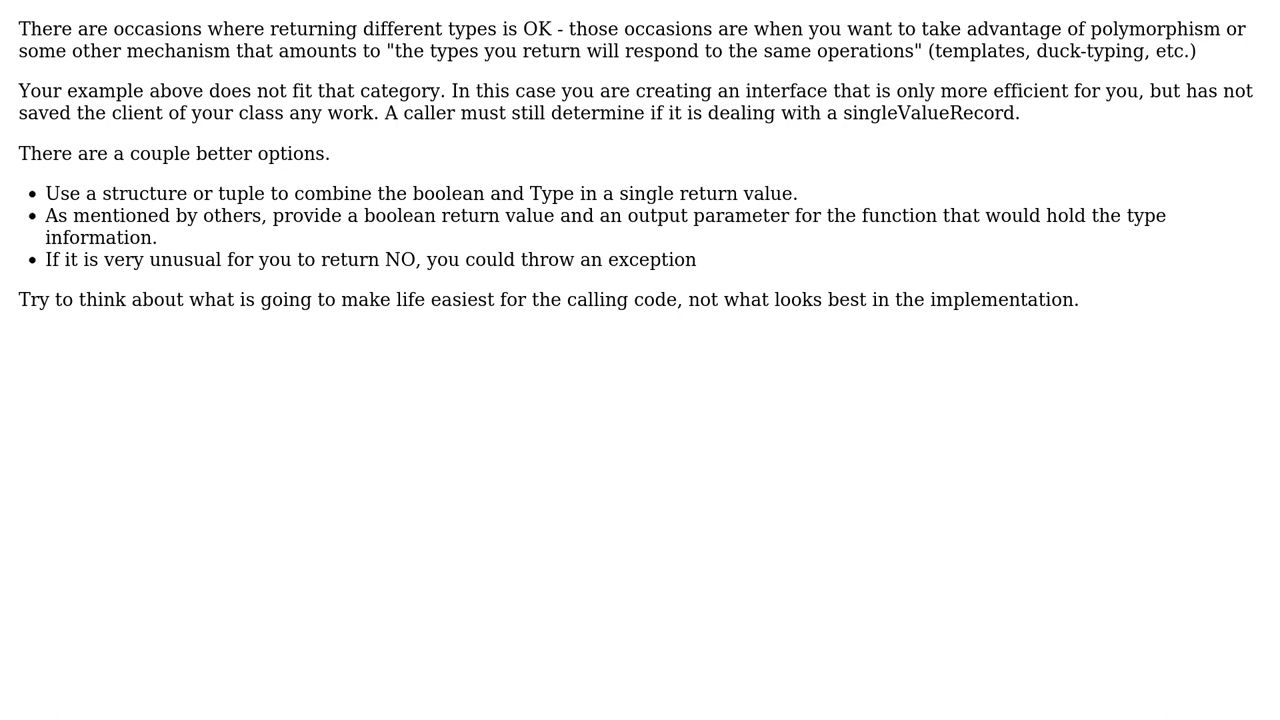 There are occasions where returning different types is OK - those occasions are when you want to take advantage of polymorphism or
some other mechanism that amounts to "the types you return will respond to the same operations" (templates, duck-typing, etc.)
Your example above does not fit that category. In this case you are creating an interface that is only more efficient for you, but has not
saved the client of your class any work. A caller must still determine if it is dealing with a singleValueRecord.
There are a couple better options.
• Use a structure or tuple to combine the boolean and Type in a single return value.
• As mentioned by others, provide a boolean return value and an output parameter for the function that would hold the type
information.
• If it is very unusual for you to return NO, you could throw an exception
Try to think about what is going to make life easiest for the calling code, not what looks best in the implementation.